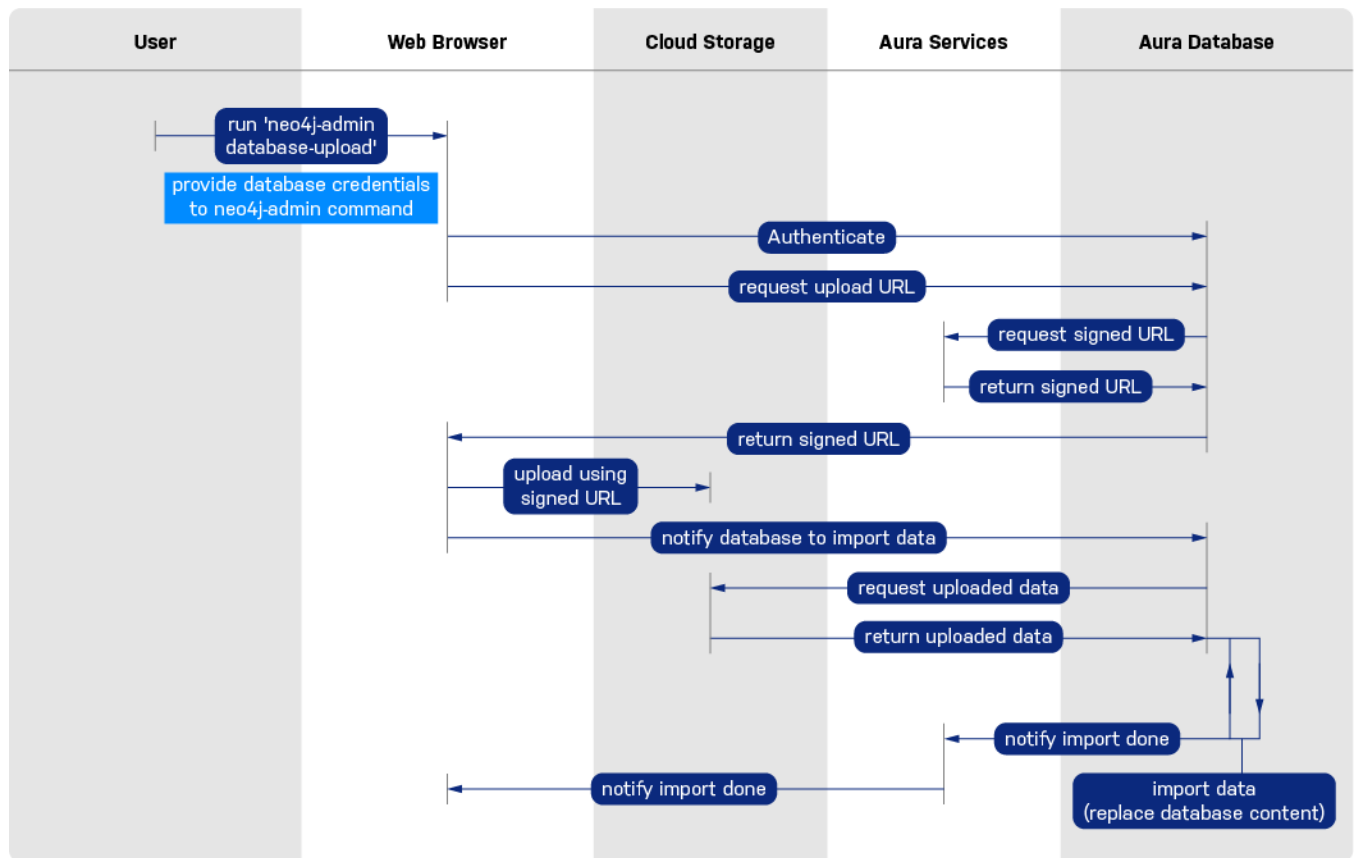 User
Web Browser
Cloud Storage
Aura Services
Aura Database
run 'neo4j-admin
database-upload'
provide database credentials
to neo4j-admin command
Authenticate
request upload URL
request signed URL
return signed URL
return signed URL
upload using
signed URL
notify database to import data
request uploaded data
return uploaded data
notify import done
notify import done
import data
(replace database content)